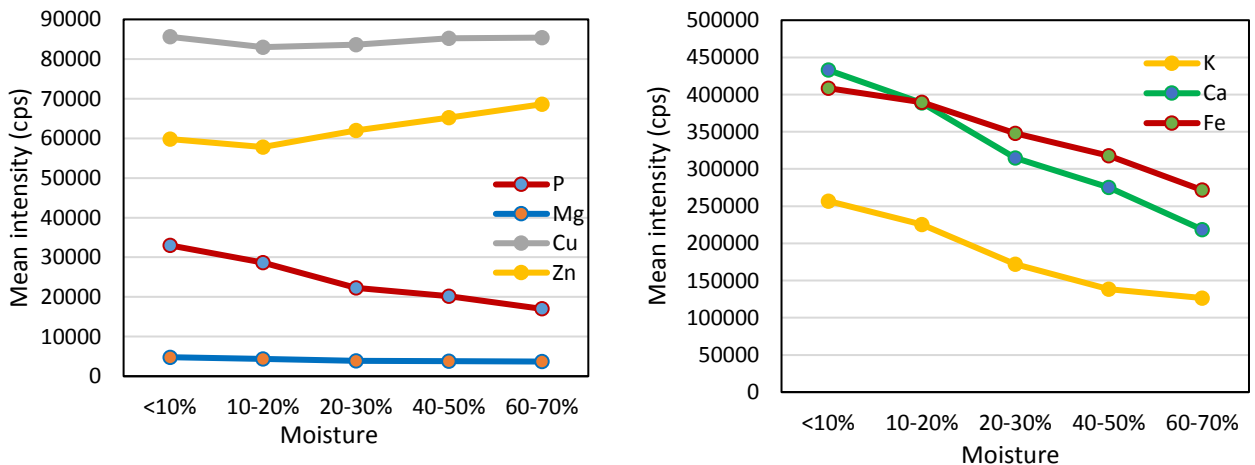 Mean intensity (cps)
90000
80000
70000
60000
50000
40000
30000
20000
10000
0
P
Mg
Cu
Zn
<10% 10-20% 20-30% 40-50% 60-70%
Moisture
Mean intensity (cps)
500000
450000
400000
350000
300000
250000
200000
150000
100000
50000
0
K
Ca
Fe
<10% 10-20% 20-30% 40-50% 60-70%
Moisture